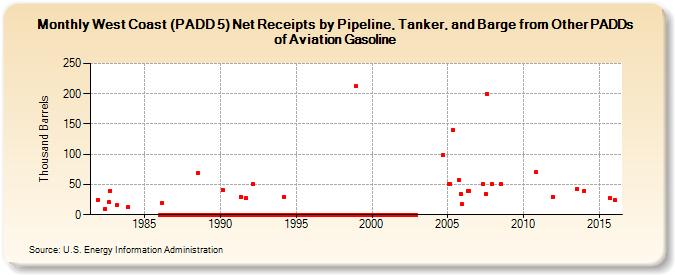 Monthly West Coast (PADD 5) Net Receipts by Pipeline, Tanker, and Barge from Other PADDs
of Aviation Gasoline
Thousand Barrels
250
200
150
100
50
0
1985 1990 1995 2000 2005 2010 2015
Source: U.S. Energy Information Administration